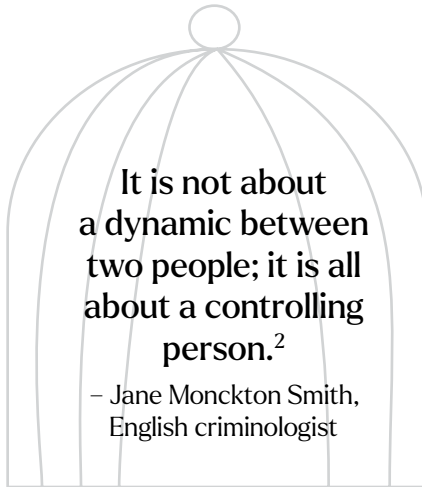 It is not about
a dynamic between
two people; it is all
about a controlling
person.²
– Jane Monckton Smith,
English criminologist